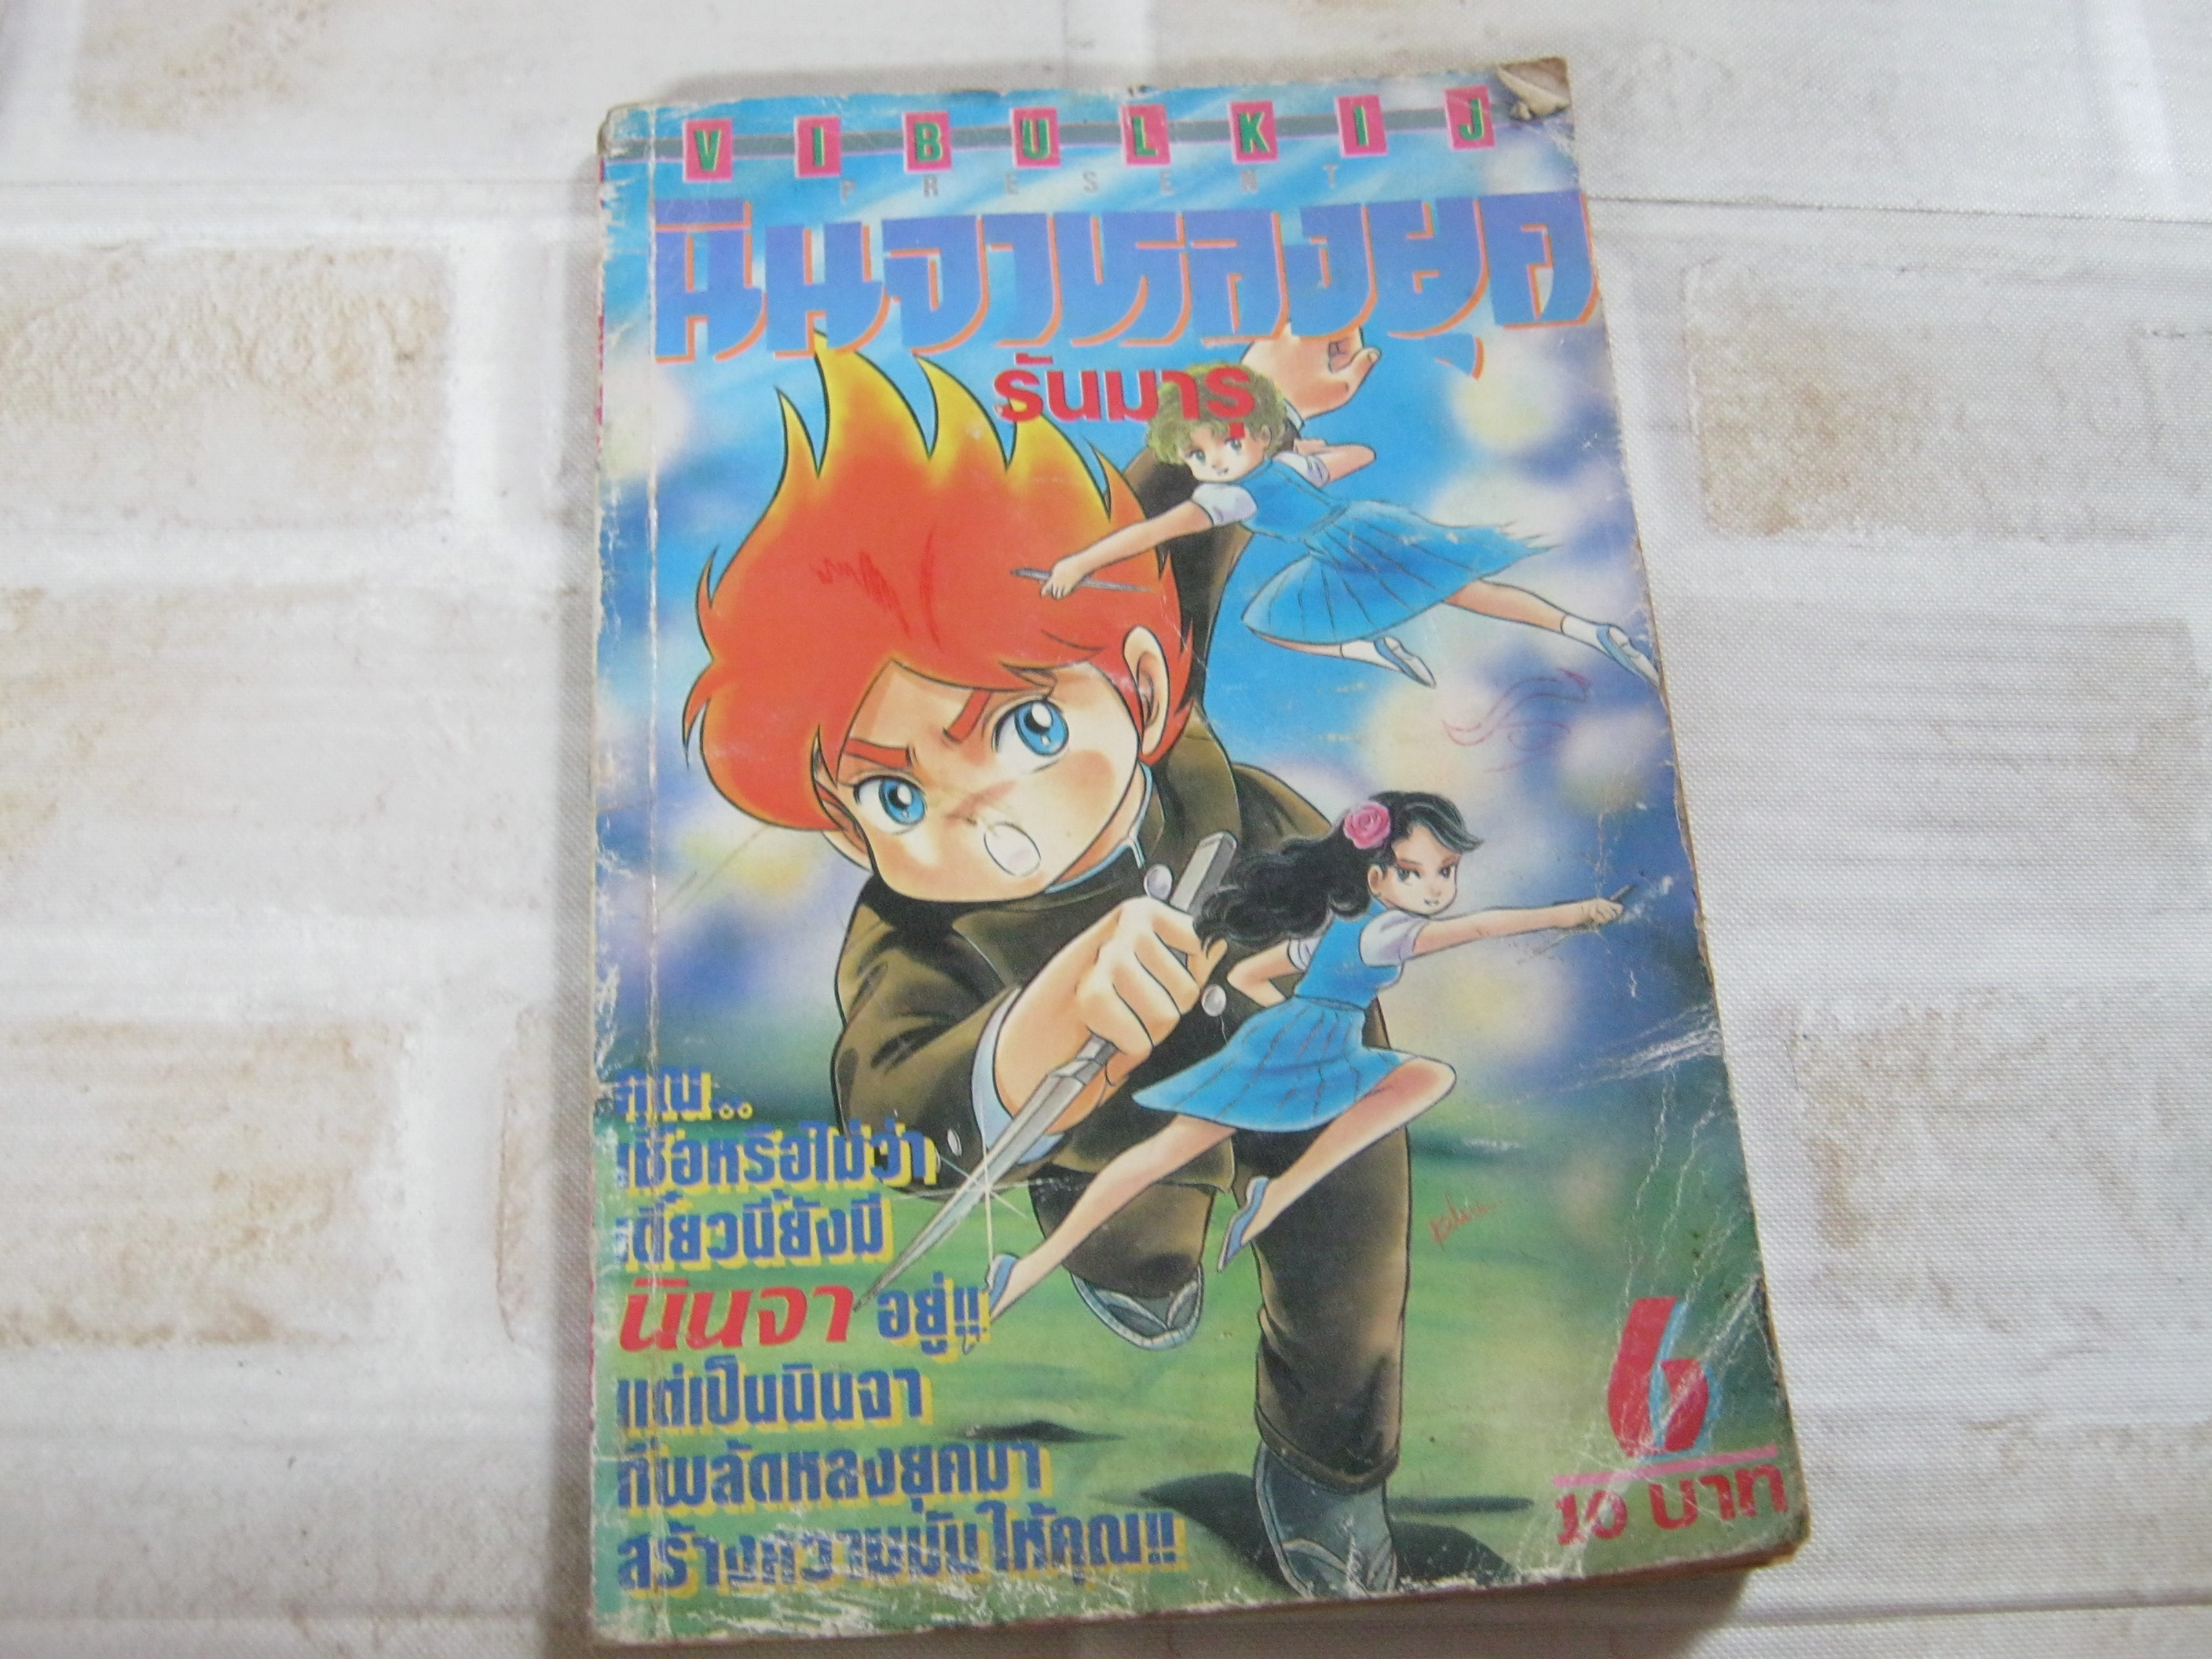 VIBULKIJ
PRESENT
นินจาหลงยุค
รันมารุ
คุณ..
เชื่อหรือไม่ว่า
เดี๋ยวนี้ยังมี
นินจา อยู่!!
แต่เป็นนินจา
ที่พลัดหลงยุคมา
สร้างความขันให้คุณ!!
6
10 บาท